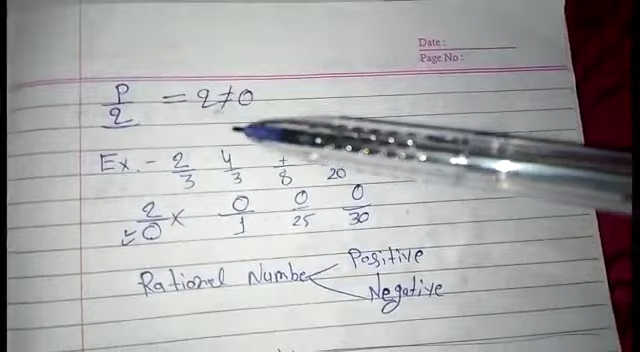 Date :
Page No :
P/q = q≠0
Ex. - 2/3 4/3 /8 20
2/0 × 0/1 0/25 0/30
Rational Number Positive
Negative